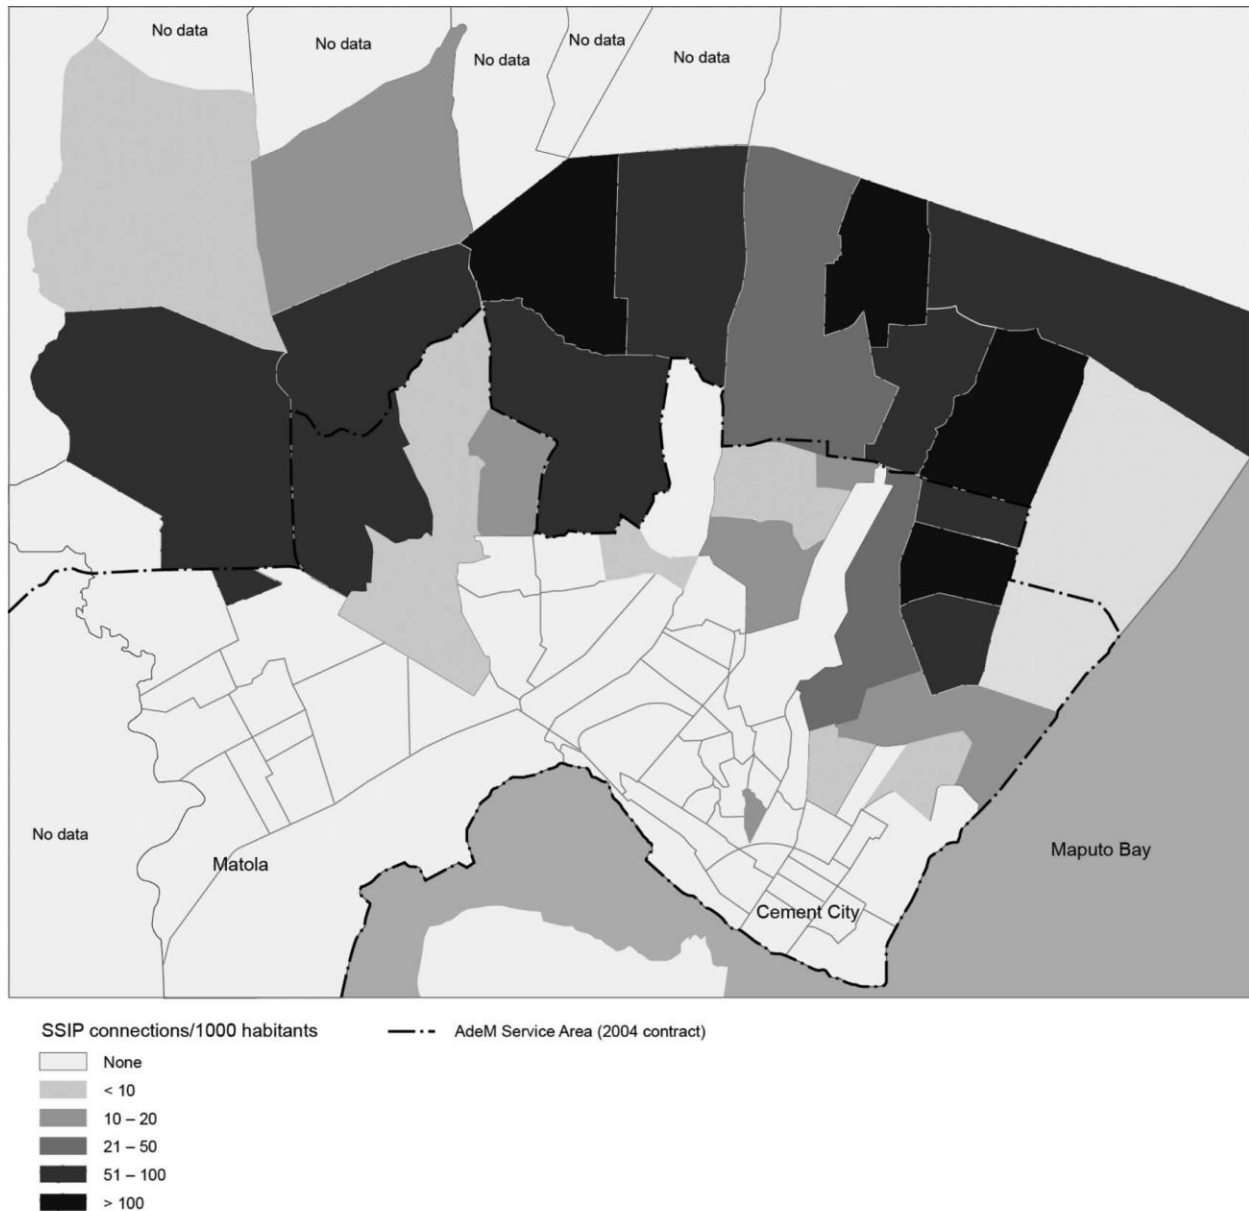 No data
No data
No data
No data
No data
No data
Matola
Maputo Bay
Cement City
SSIP connections/1000 habitants
AdeM Service Area (2004 contract)
None
< 10
10 – 20
21 – 50
51 – 100
> 100